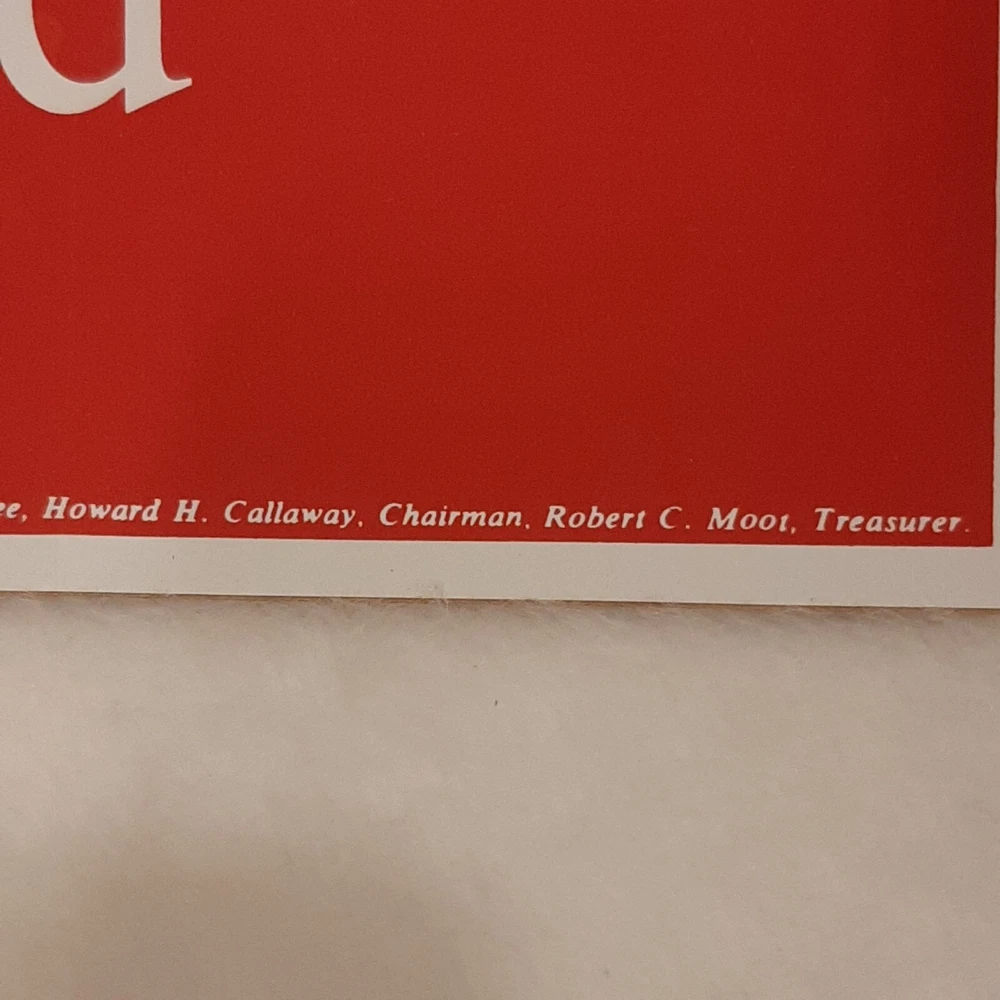 d
ee, Howard H. Callaway, Chairman, Robert C. Moot, Treasurer.